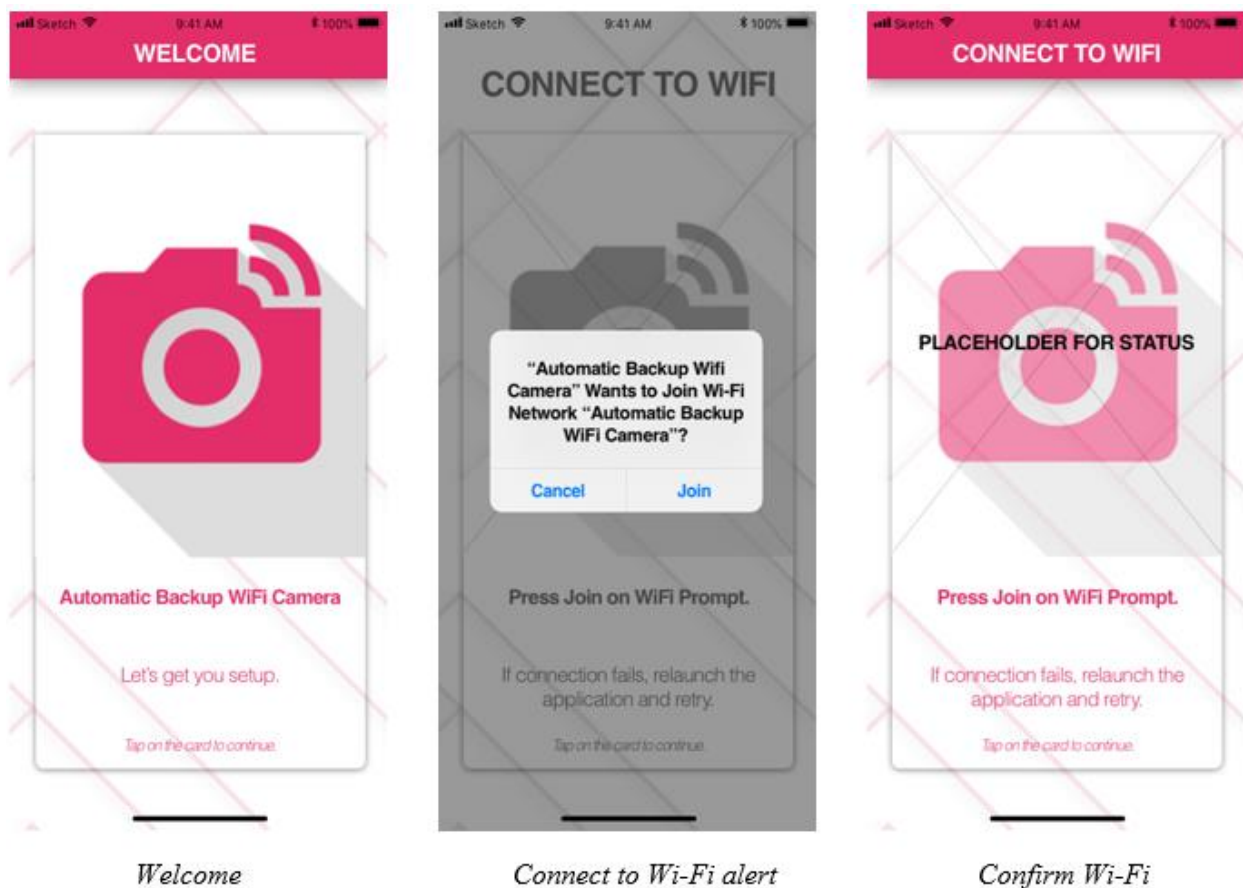 Sketch 9:41 AM 100%
WELCOME
Automatic Backup WiFi Camera
Let's get you setup.
Tap on the card to continue.
Welcome
Sketch 9:41 AM 100%
CONNECT TO WIFI
“Automatic Backup Wifi
Camera” Wants to Join Wi-Fi
Network “Automatic Backup
WiFi Camera”?
Cancel Join
Press Join on WiFi Prompt.
If connection fails, relaunch the
application and retry.
Tap on the card to continue.
Connect to Wi-Fi alert
Sketch 9:41 AM 100%
CONNECT TO WIFI
PLACEHOLDER FOR STATUS
Press Join on WiFi Prompt.
If connection fails, relaunch the
application and retry.
Tap on the card to continue.
Confirm Wi-Fi